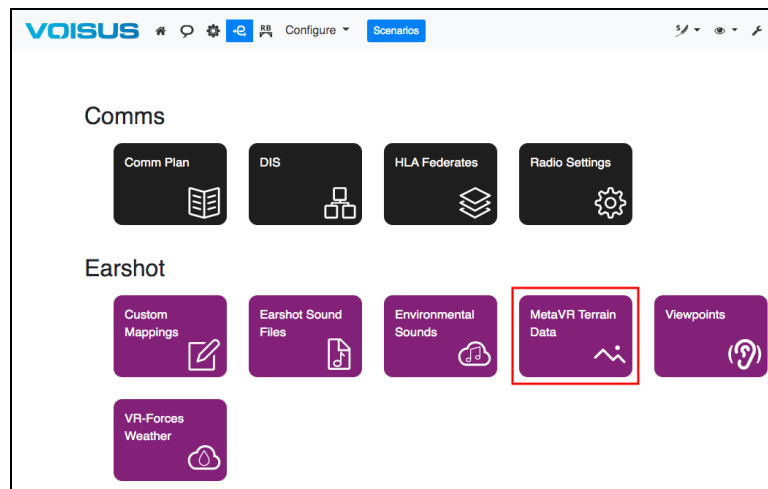 VOISUS RB Configure Scenarios
Comms
Comm Plan
DIS
HLA Federates
Radio Settings
Earshot
Custom
Mappings
Earshot Sound
Files
Environmental
Sounds
MetaVR Terrain
Data
Viewpoints
VR-Forces
Weather